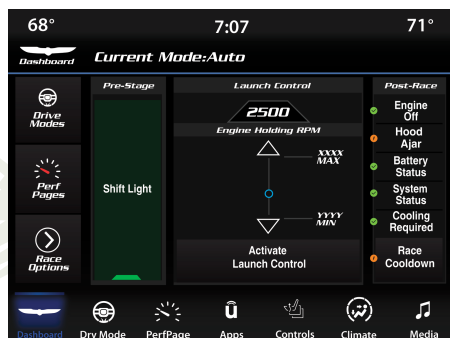 68°
7:07
71°
Dashboard
Current Mode:Auto
Drive
Modes
Perf
Pages
Race
Options
Pre-Stage
Shift Light
Launch Control
2500
Engine Holding RPM
XXXX
MAX
YYYY
MIN
Activate
Launch Control
Post-Race
Engine
Off
Hood
Ajar
Battery
Status
System
Status
Cooling
Required
Race
Cooldown
Dashboard
Dry Mode
PerfPage
Apps
Controls
Climate
Media